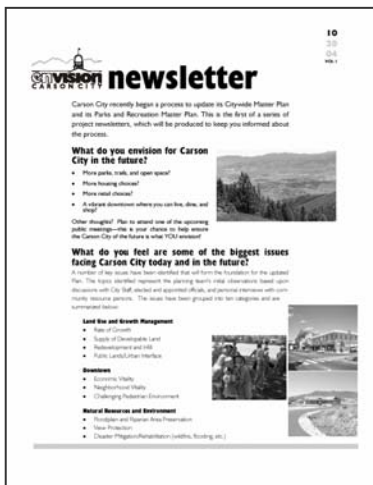 10
20
04
VOL 1
envision
CARSON CITY
newsletter
Carson City recently began a process to update its Citywide Master Plan
and its Parks and Recreation Master Plan. This is the first of a series of
project newsletters, which will be produced to keep you informed about
the process.
What do you envision for Carson
City in the future?
• More parks, trails, and open space?
• More housing choices?
• More retail choices?
• A vibrant downtown where you can live, dine, and
shop?
Other thoughts? Plan to attend one of the upcoming
public meetings—this is your chance to help ensure
the Carson City of the future is what YOU envision!
What do you feel are some of the biggest issues
facing Carson City today and in the future?
A number of key issues have been identified that will form the foundation for the updated
Plan. The topics identified represent the planning team's initial observations based upon
discussions with City Staff, elected and appointed officials, and personal interviews with com-
munity resource persons. The issues have been grouped into ten categories and are
summarized below:
Land Use and Growth Management
• Rate of Growth
• Supply of Developable Land
• Redevelopment and Infill
• Public Lands/Urban Interface
Downtown
• Economic Vitality
• Neighborhood Vitality
• Challenging Pedestrian Environment
Natural Resources and Environment
• Floodplain and Riparian Area Preservation
• View Protection
• Disaster Mitigation/Rehabilitation (wildfire, flooding, etc.)